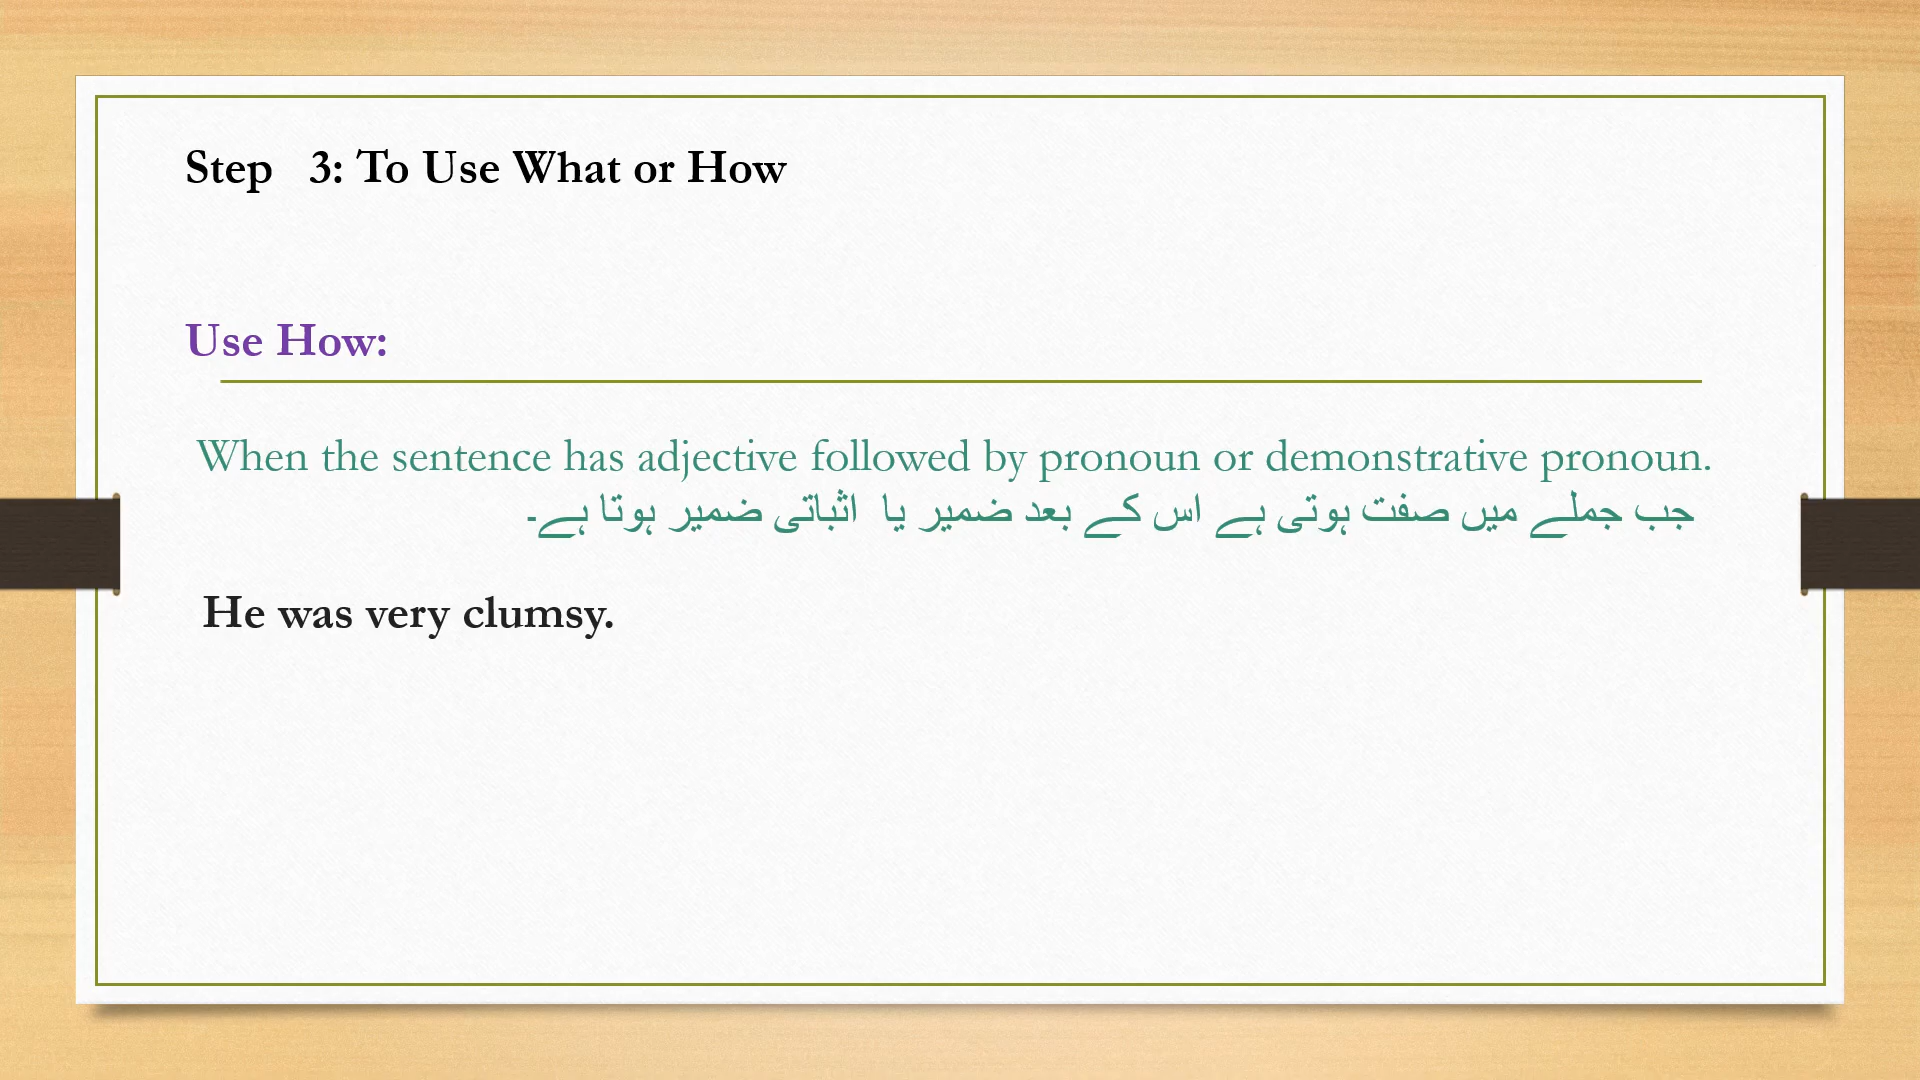 Step   3: To Use What or How
Use How:
When the sentence has adjective followed by pronoun or demonstrative pronoun.
جب جملے میں صفت ہوتی ہے اس کے بعد ضمیر یا  اثباتی ضمیر ہوتا ہے۔
He was very clumsy.